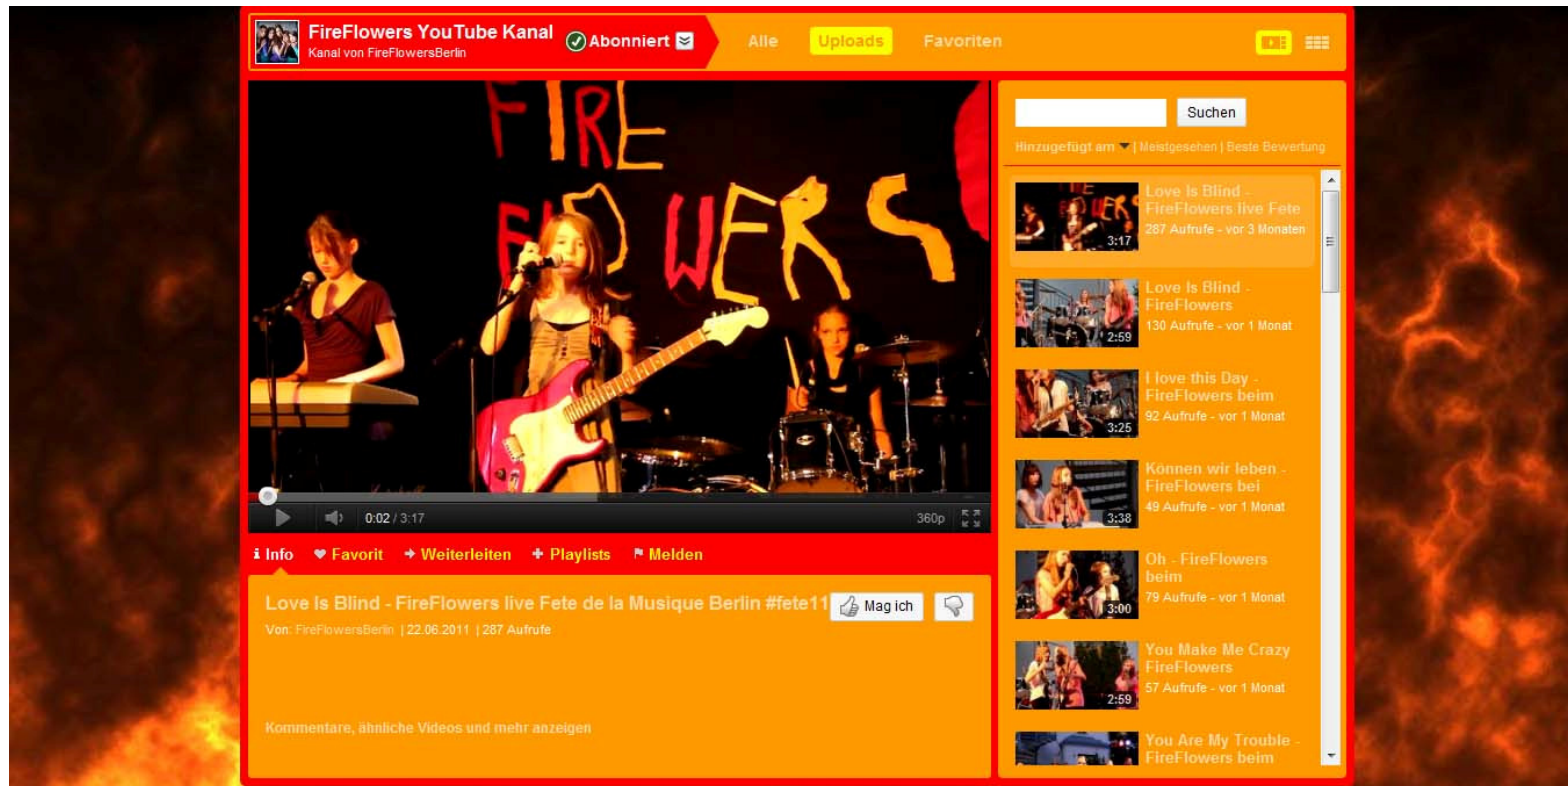 FireFlowers YouTube Kanal
Kanal von FireFlowersBerlin
Abonniert
Alle
Uploads
Favoriten
FIRE
FLOWERS
0:02 / 3:17
360p
Info
Favorit
Weiterleiten
Playlists
Melden
Love Is Blind - FireFlowers live Fete de la Musique Berlin #fete11
Mag ich
Von: FireFlowersBerlin | 22.06.2011 | 287 Aufrufe
Kommentare, ähnliche Videos und mehr anzeigen
Suchen
Hinzugefügt am | Meistgesehen | Beste Bewertung
FIRE
3:17
Love Is Blind -
FireFlowers live Fete
287 Aufrufe - vor 3 Monaten
2:59
Love Is Blind -
FireFlowers
130 Aufrufe - vor 1 Monat
3:25
I love this Day -
FireFlowers beim
92 Aufrufe - vor 1 Monat
3:38
Können wir leben -
FireFlowers bei
49 Aufrufe - vor 1 Monat
3:00
Oh - FireFlowers
beim
79 Aufrufe - vor 1 Monat
2:59
You Make Me Crazy
FireFlowers
57 Aufrufe - vor 1 Monat
You Are My Trouble -
FireFlowers beim